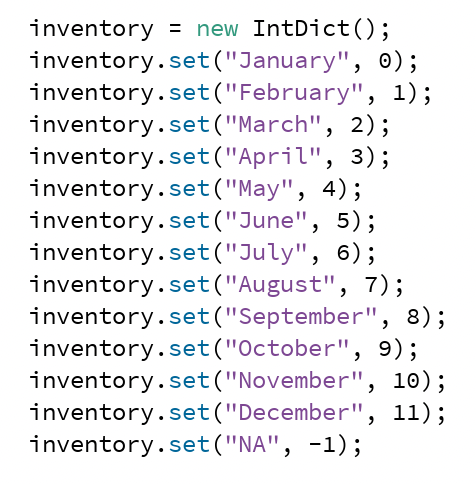 inventory = new IntDict();
inventory.set("January", 0);
inventory.set("February", 1);
inventory.set("March", 2);
inventory.set("April", 3);
inventory.set("May", 4);
inventory.set("June", 5);
inventory.set("July", 6);
inventory.set("August", 7);
inventory.set("September", 8);
inventory.set("October", 9);
inventory.set("November", 10);
inventory.set("December", 11);
inventory.set("NA", -1);